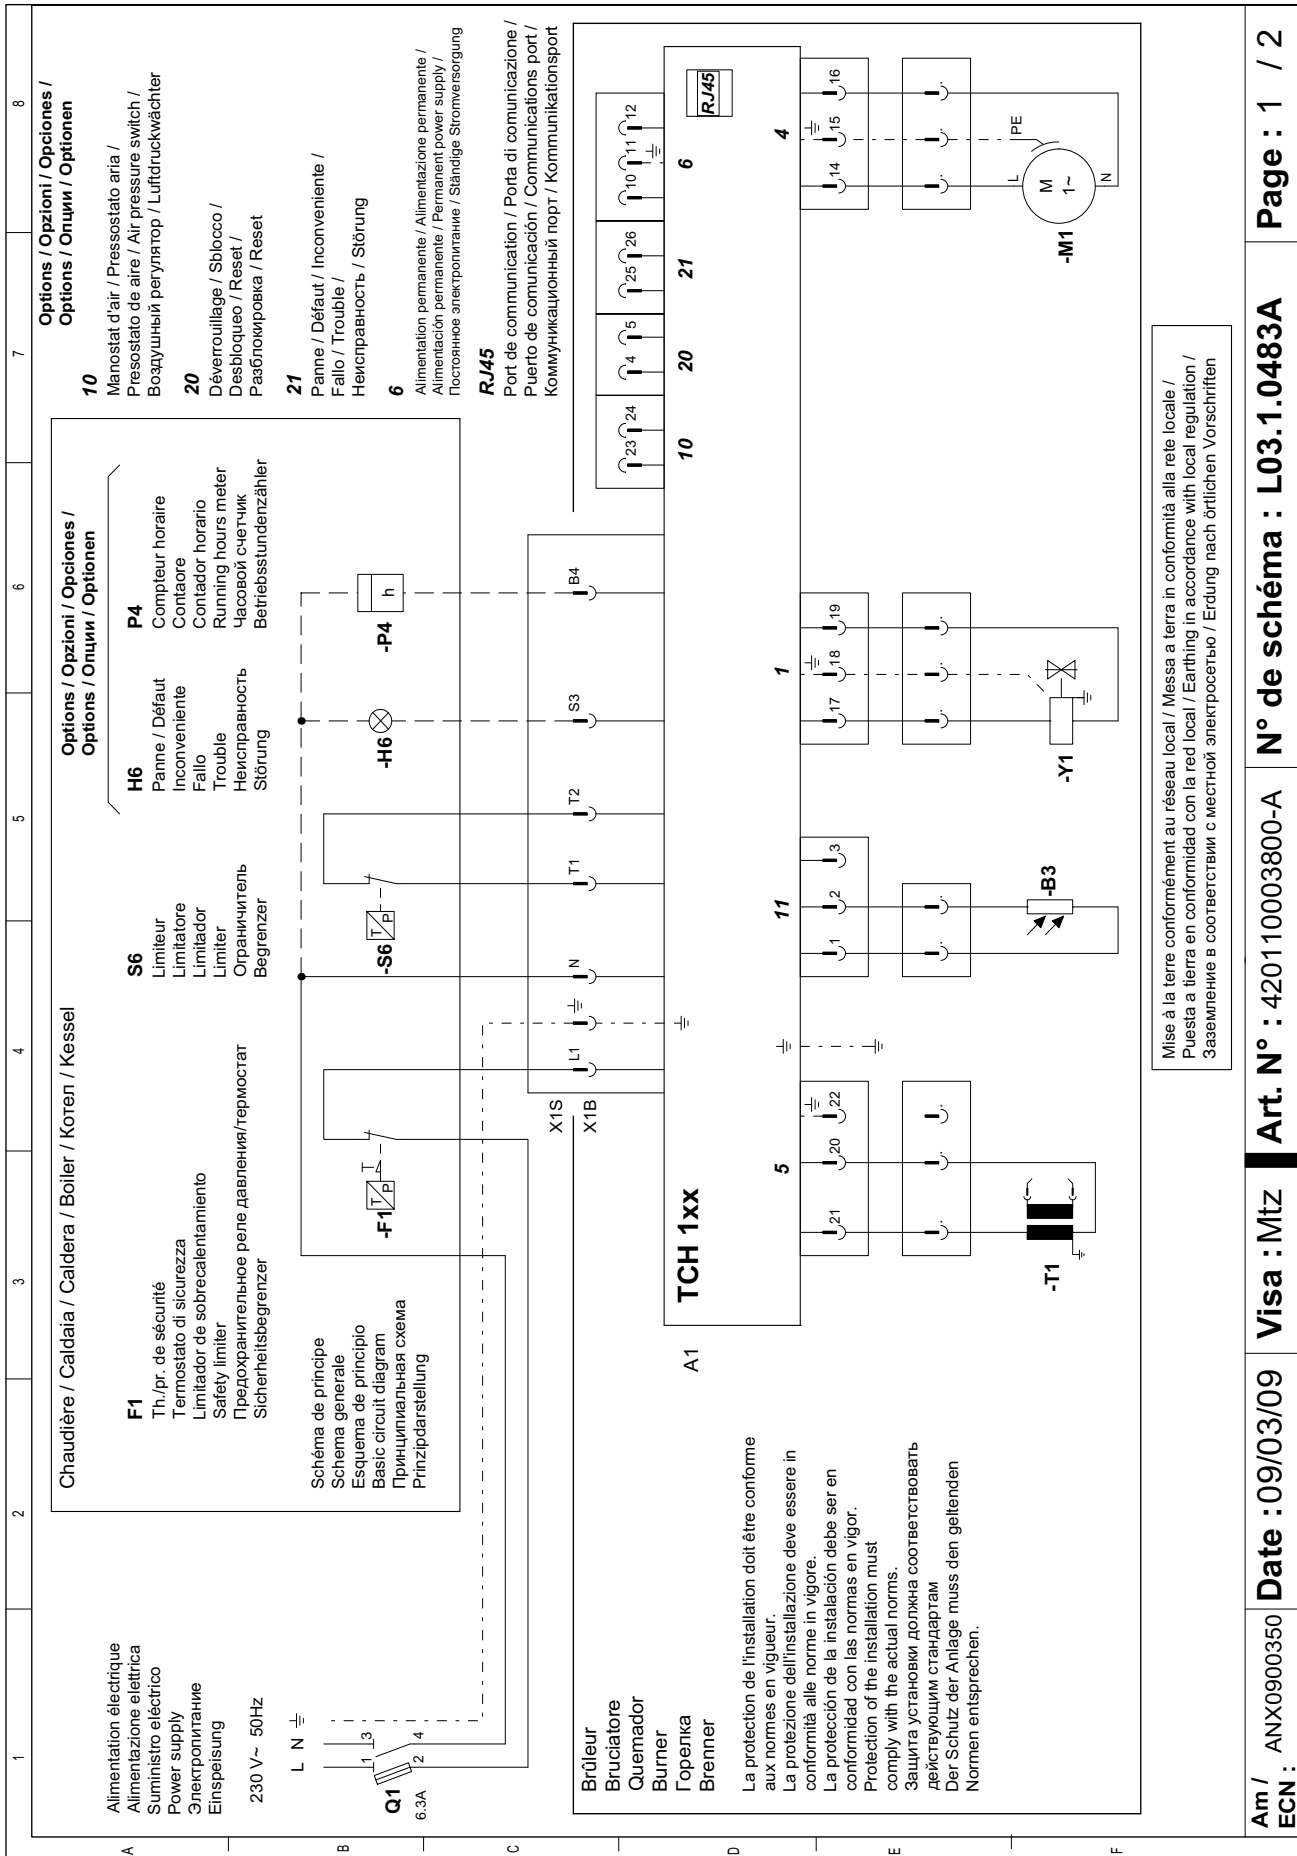 1
2
3
4
5
6
7
8
A
B
C
D
E
F
Alimentation électrique
Alimentazione elettrica
Suministro eléctrico
Power supply
Электропитание
Einspeisung
230 V~ 50Hz
L N
1 3
2 4
Q1
6.3A
Chaudière / Caldaia / Caldera / Boiler / Котел / Kessel
F1
Th./pr. de sécurité
Termostato di sicurezza
Limitador de sobrecalentamiento
Safety limiter
Предохранительное реле давления/термостат
Sicherheitsbegrenzer
S6
Limiteur
Limitatore
Limitador
Limiter
Ограничитель
Begrenzer
Options / Opzioni / Opciones /
Options / Опции / Optionen
H6
Panne / Défaut
Inconveniente
Fallo
Trouble
Неисправность
Störung
P4
Compteur horaire
Contaore
Contador horario
Running hours meter
Часовой счетчик
Betriebsstundenzähler
Schéma de principe
Schema generale
Esquema de principio
Basic circuit diagram
Принципиальная схема
Prinzipdarstellung
T
T/P
-F1
T/P
-S6
-H6
h
-P4
Options / Opzioni / Opciones /
Options / Опции / Optionen
10
Manostat d'air / Pressostato aria /
Presostato de aire / Air pressure switch /
Воздушный регулятор / Luftdruckwächter
20
Déverrouillage / Sblocco /
Desbloqueo / Reset /
Разблокировка / Reset
21
Panne / Défaut / Inconveniente /
Fallo / Trouble /
Неисправность / Störung
6
Alimentation permanente / Alimentazione permanente /
Alimentación permanente / Permanent power supply /
Постоянное электропитание / Ständige Stromversorgung
RJ45
Port de communication / Porta di comunicazione /
Puerto de comunicación / Communications port /
Коммуникационный порт / Kommunikationsport
X1S
X1B
L1
N
T1
T2
S3
B4
23 24
4 5
25 26
10 11 12
10
20
21
6
RJ45
A1
TCH 1xx
5
11
1
4
21 20 22
1 2 3
17 18 19
14 15 16
-T1
-B3
-Y1
L
PE
M
1~
N
-M1
Brûleur
Bruciatore
Quemador
Burner
Горелка
Brenner
La protection de l'installation doit être conforme
aux normes en vigueur.
La protezione dell'installazione deve essere in
conformità alle norme in vigore.
La protección de la instalación debe ser en
conformidad con las normas en vigor.
Protection of the installation must
comply with the actual norms.
Защита установки должна соответствовать
действующим стандартам
Der Schutz der Anlage muss den geltenden
Normen entsprechen.
Mise à la terre conformément au réseau local / Messa a terra in conformità alla rete locale /
Puesta a tierra en conformidad con la red local / Earthing in accordance with local regulation /
Заземление в соответствии с местной электросетью / Erdung nach örtlichen Vorschriften
Am /
ECN : ANX0900350
Date : 09/03/09
Visa : Mtz
Art. N° : 420110003800-A
N° de schéma : L03.1.0483A
Page : 1 / 2